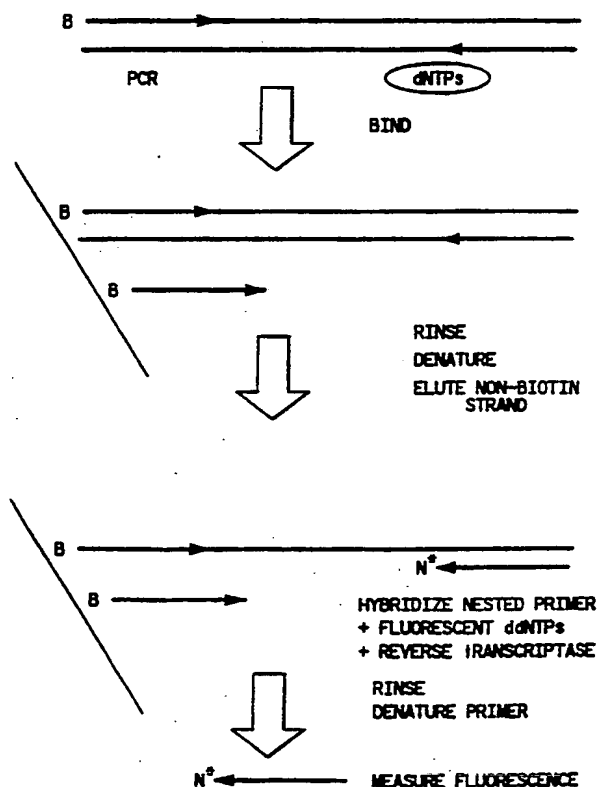 B
PCR
dNTPs
BIND
B
B
RINSE
DENATURE
ELUTE NON-BIOTIN
STRAND
B
N*
B
HYBRIDIZE NESTED PRIMER
+ FLUORESCENT ddNTPs
+ REVERSE TRANSCRIPTASE
RINSE
DENATURE PRIMER
N*
MEASURE FLUORESCENCE